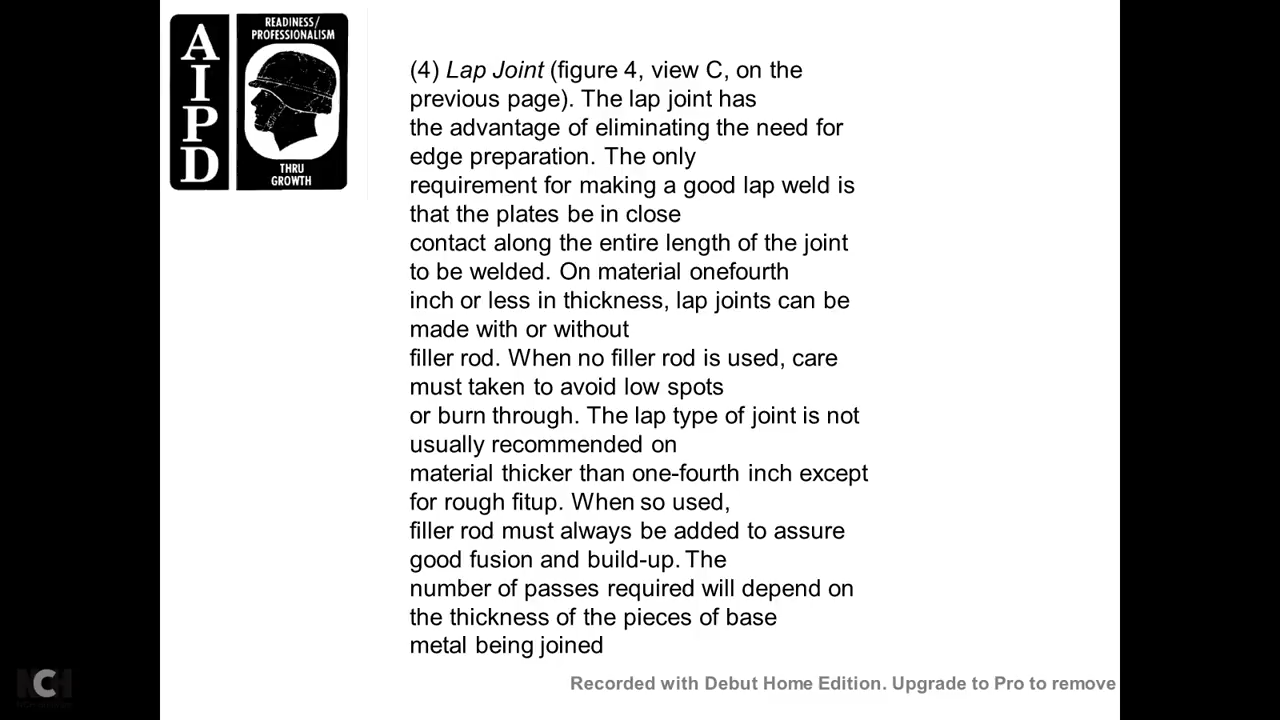 READINESS/
PROFESSIONALISM
AIPD
THRU
GROWTH
(4) Lap Joint (figure 4, view C, on the
previous page). The lap joint has
the advantage of eliminating the need for
edge preparation. The only
requirement for making a good lap weld is
that the plates be in close
contact along the entire length of the joint
to be welded. On material onefourth
inch or less in thickness, lap joints can be
made with or without
filler rod. When no filler rod is used, care
must taken to avoid low spots
or burn through. The lap type of joint is not
usually recommended on
material thicker than one-fourth inch except
for rough fitup. When so used,
filler rod must always be added to assure
good fusion and build-up. The
number of passes required will depend on
the thickness of the pieces of base
metal being joined
NCH
Recorded with Debut Home Edition. Upgrade to Pro to remove